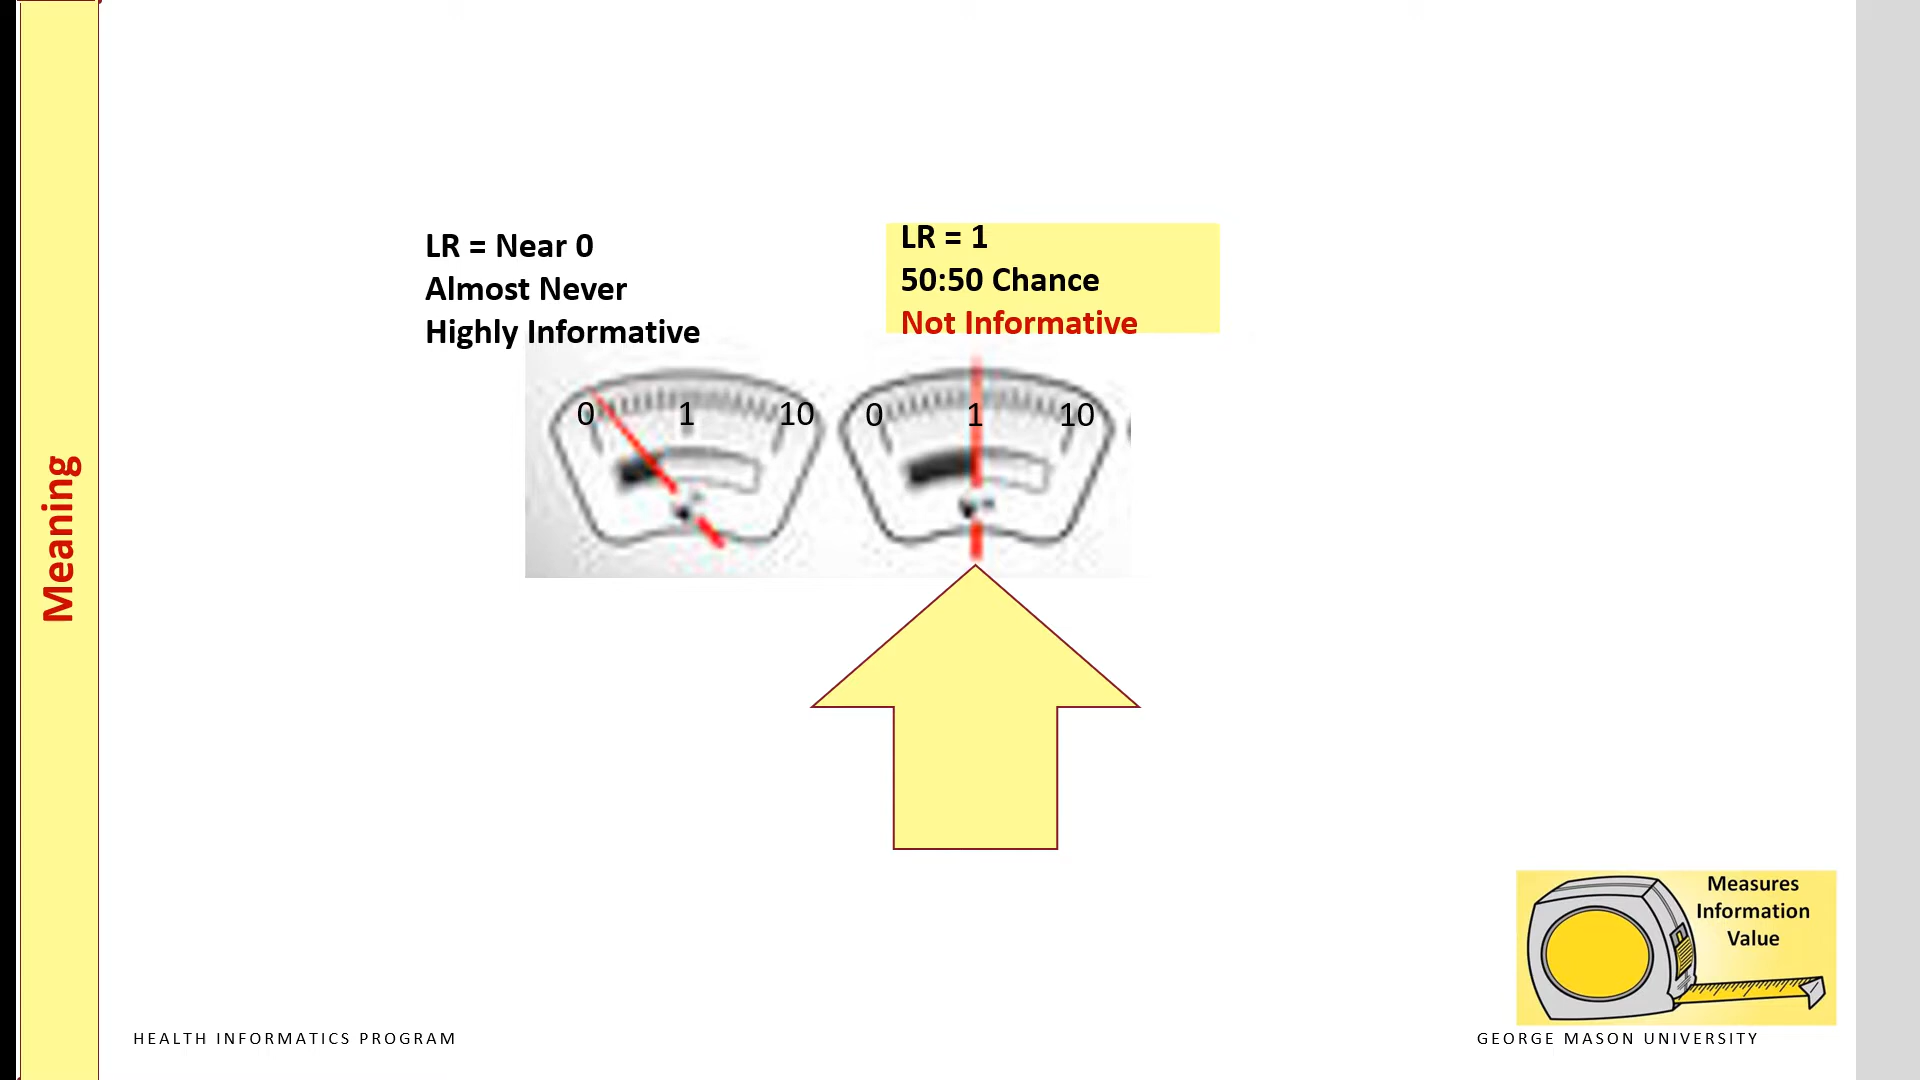 Meaning
LR = Near 0
Almost Never
Highly Informative
LR = 1
50:50 Chance
Not Informative
0 1 10
0 1 10
Measures
Information
Value
HEALTH INFORMATICS PROGRAM
GEORGE MASON UNIVERSITY